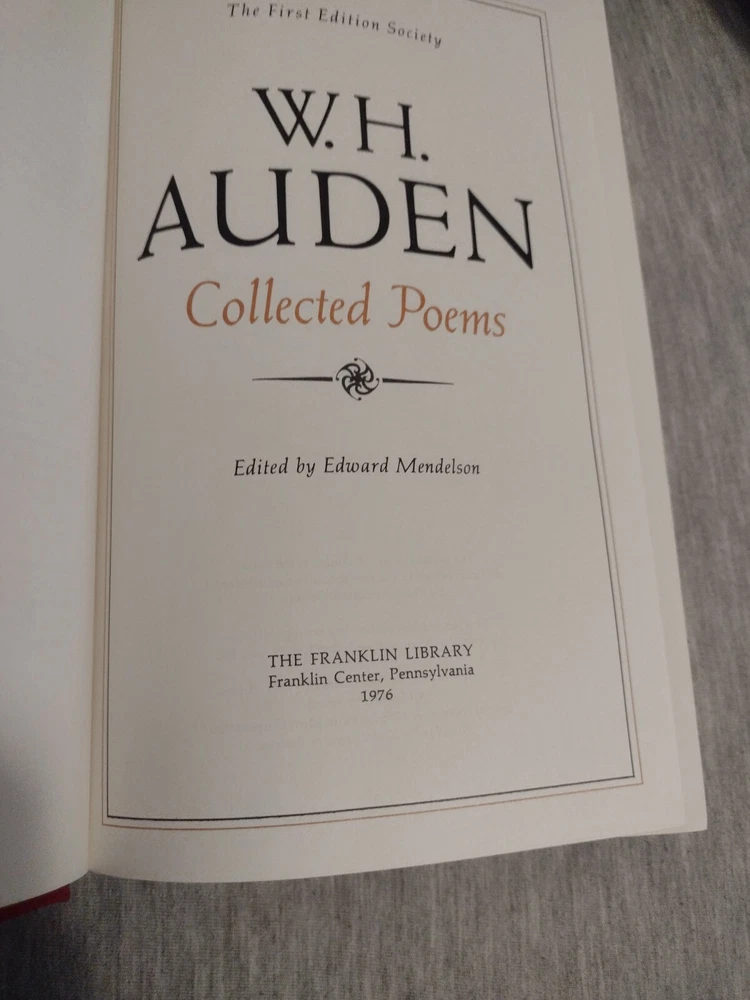 The First Edition Society
W.H.
AUDEN
Collected Poems
Edited by Edward Mendelson
THE FRANKLIN LIBRARY
Franklin Center, Pennsylvania
1976